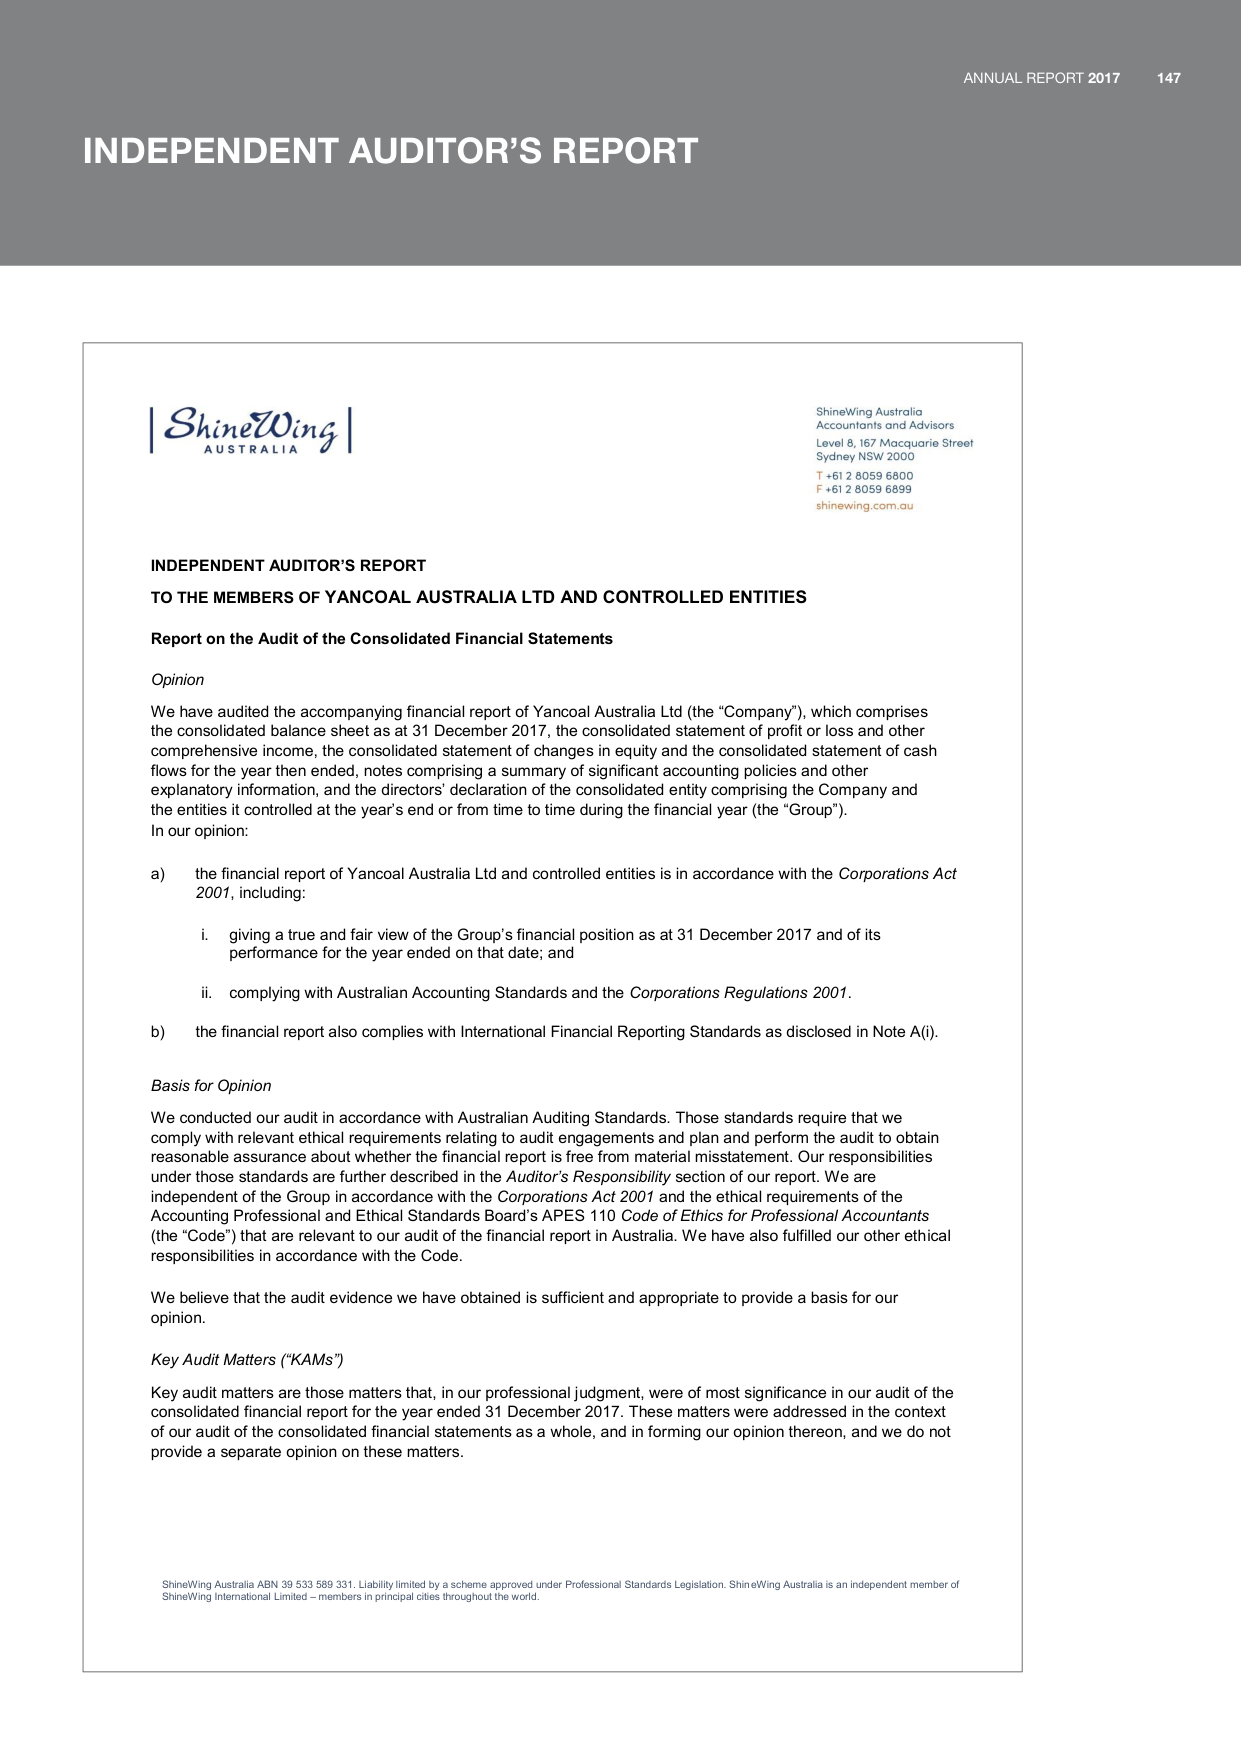 ANNUAL REPORT 2017 147
INDEPENDENT AUDITOR’S REPORT
ShineWing
AUSTRALIA
ShineWing Australia
Accountants and Advisors
Level 8, 167 Macquarie Street
Sydney NSW 2000
T +61 2 8059 6800
F +61 2 8059 6899
shinewing.com.au
INDEPENDENT AUDITOR’S REPORT
TO THE MEMBERS OF YANCOAL AUSTRALIA LTD AND CONTROLLED ENTITIES
Report on the Audit of the Consolidated Financial Statements
Opinion
We have audited the accompanying financial report of Yancoal Australia Ltd (the “Company”), which comprises
the consolidated balance sheet as at 31 December 2017, the consolidated statement of profit or loss and other
comprehensive income, the consolidated statement of changes in equity and the consolidated statement of cash
flows for the year then ended, notes comprising a summary of significant accounting policies and other
explanatory information, and the directors’ declaration of the consolidated entity comprising the Company and
the entities it controlled at the year’s end or from time to time during the financial year (the “Group”).
In our opinion:
a) the financial report of Yancoal Australia Ltd and controlled entities is in accordance with the Corporations Act
2001, including:
i. giving a true and fair view of the Group’s financial position as at 31 December 2017 and of its
performance for the year ended on that date; and
ii. complying with Australian Accounting Standards and the Corporations Regulations 2001.
b) the financial report also complies with International Financial Reporting Standards as disclosed in Note A(i).
Basis for Opinion
We conducted our audit in accordance with Australian Auditing Standards. Those standards require that we
comply with relevant ethical requirements relating to audit engagements and plan and perform the audit to obtain
reasonable assurance about whether the financial report is free from material misstatement. Our responsibilities
under those standards are further described in the Auditor’s Responsibility section of our report. We are
independent of the Group in accordance with the Corporations Act 2001 and the ethical requirements of the
Accounting Professional and Ethical Standards Board’s APES 110 Code of Ethics for Professional Accountants
(the “Code”) that are relevant to our audit of the financial report in Australia. We have also fulfilled our other ethical
responsibilities in accordance with the Code.
We believe that the audit evidence we have obtained is sufficient and appropriate to provide a basis for our
opinion.
Key Audit Matters (“KAMs”)
Key audit matters are those matters that, in our professional judgment, were of most significance in our audit of the
consolidated financial report for the year ended 31 December 2017. These matters were addressed in the context
of our audit of the consolidated financial statements as a whole, and in forming our opinion thereon, and we do not
provide a separate opinion on these matters.
ShineWing Australia ABN 39 533 589 331. Liability limited by a scheme approved under Professional Standards Legislation. ShineWing Australia is an independent member of
ShineWing International Limited – members in principal cities throughout the world.